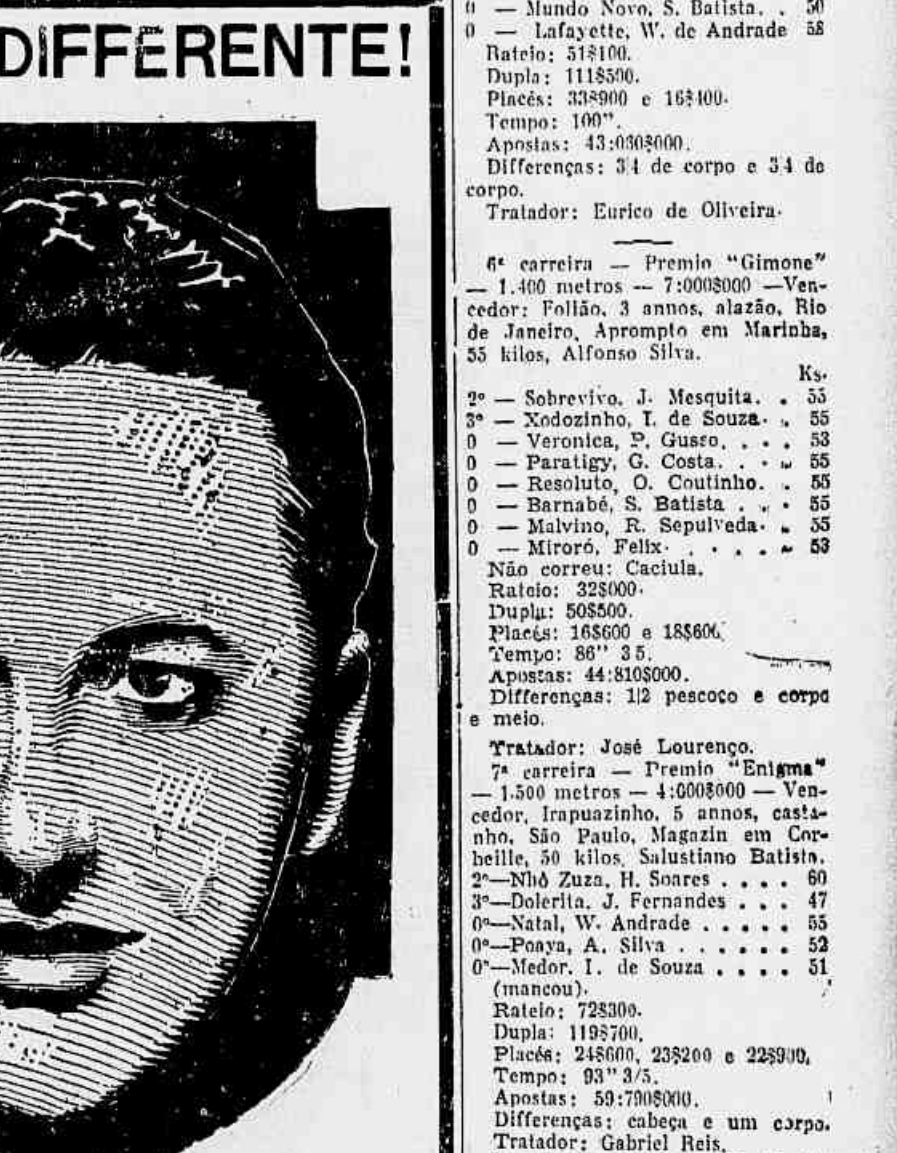 DIFFERENTE!
0 — Mundo Novo, S. Batista. . 50
0 — Lafayette, W. de Andrade 58
Rateio: 51$100.
Dupla: 111$500.
Placés: 33$900 e 16$400.
Tempo: 100".
Apostas: 43:030$000.
Differenças: 3 4 de corpo e 3 4 de
corpo.
Tratador: Eurico de Oliveira.
6ª carreira — Premio "Gimone"
— 1.400 metros — 7:000$000 —Ven-
cedor: Folião, 3 annos, alazão, Rio
de Janeiro, Aprompto em Marinha,
55 kilos, Alfonso Silva.
Ks.
2º — Sobrevivo, J. Mesquita. . 55
3º — Xodozinho, I. de Souza. . 55
0 — Veronica, P. Gusso. . . . 53
0 — Paratigy, G. Costa. . . . 55
0 — Resoluto, O. Coutinho. . 55
0 — Barnabé, S. Batista . . . 55
0 — Malvino, R. Sepulveda. . 55
0 — Miroró, Felix. . . . . . 53
Não correu: Caciula.
Rateio: 32$000.
Dupla: 50$500.
Placés: 16$600 e 18$600.
Tempo: 86" 3 5.
Apostas: 44:810$000.
Differenças: 1|2 pescoço e corpo
e meio.
Tratador: José Lourenço.
7ª carreira — Premio "Enigma"
— 1.500 metros — 4:000$000 — Ven-
cedor, Irapuazinho, 5 annos, casta-
nho, São Paulo, Magazin em Cor-
beille, 50 kilos, Salustiano Batista.
2º—Nhô Zuza, H. Soares . . . . 60
3º—Dolerita, J. Fernandes . . . 47
0º—Natal, W. Andrade . . . . . 55
0º—Poaya, A. Silva . . . . . . 52
0º—Medor, I. de Souza . . . . 51
(mancou).
Rateio: 72$300.
Dupla: 119$700.
Placés: 24$600, 23$200 e 22$900.
Tempo: 93" 3/5.
Apostas: 59:790$000.
Differenças: cabeça e um corpo.
Tratador: Gabriel Reis.